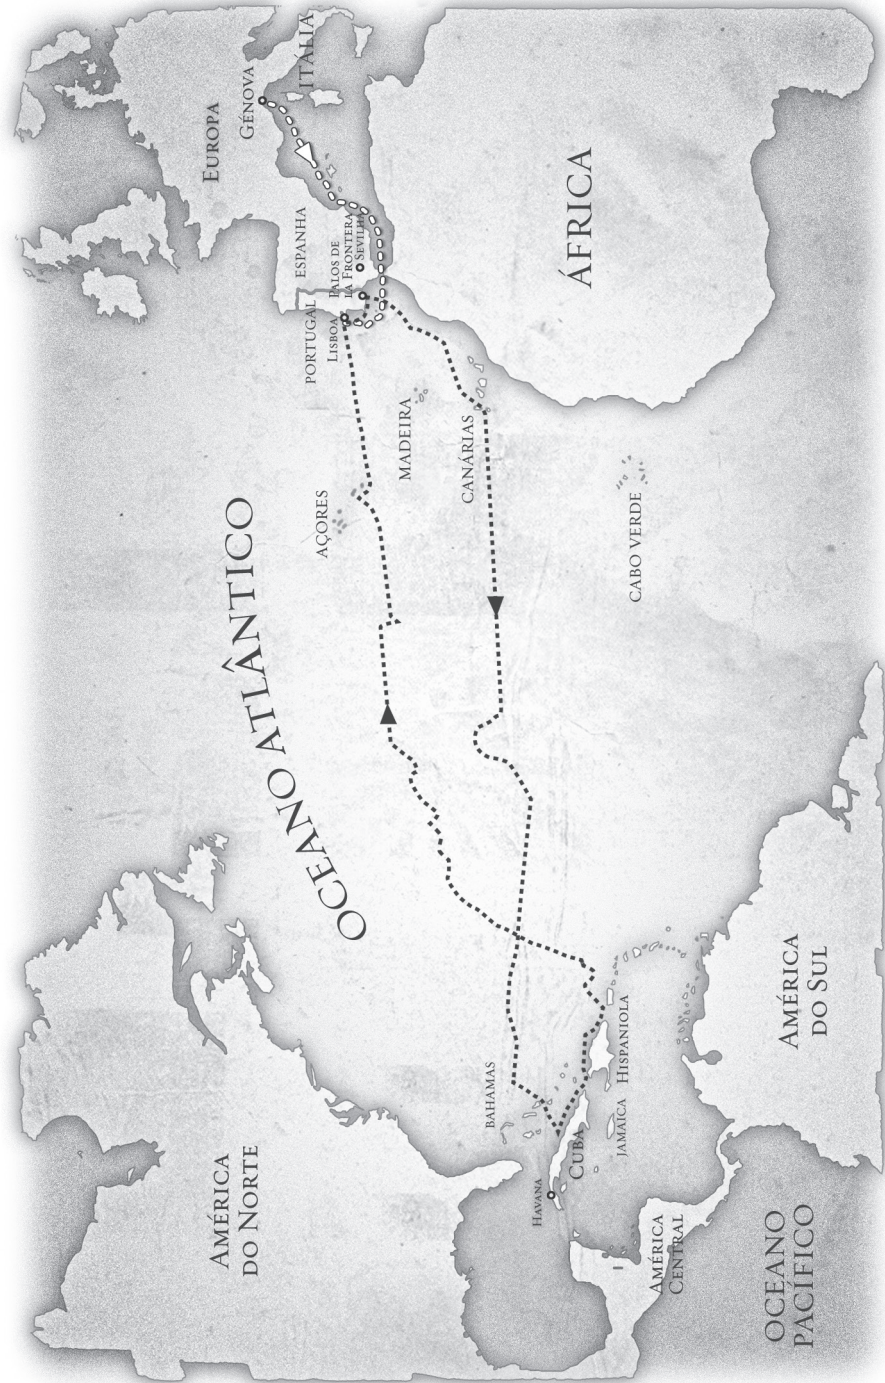 OCEANO ATLÂNTICO
AMÉRICA
DO NORTE
EUROPA
GÉNOVA
ITÁLIA
ESPANHA
PORTUGAL
LISBOA
PALOS DE
LA FRONTERA
SEVILHA
AÇORES
MADEIRA
CANÁRIAS
CABO VERDE
ÁFRICA
BAHAMAS
HAVANA
CUBA
JAMAICA
HISPANIOLA
AMÉRICA
CENTRAL
AMÉRICA
DO SUL
OCEANO
PACÍFICO